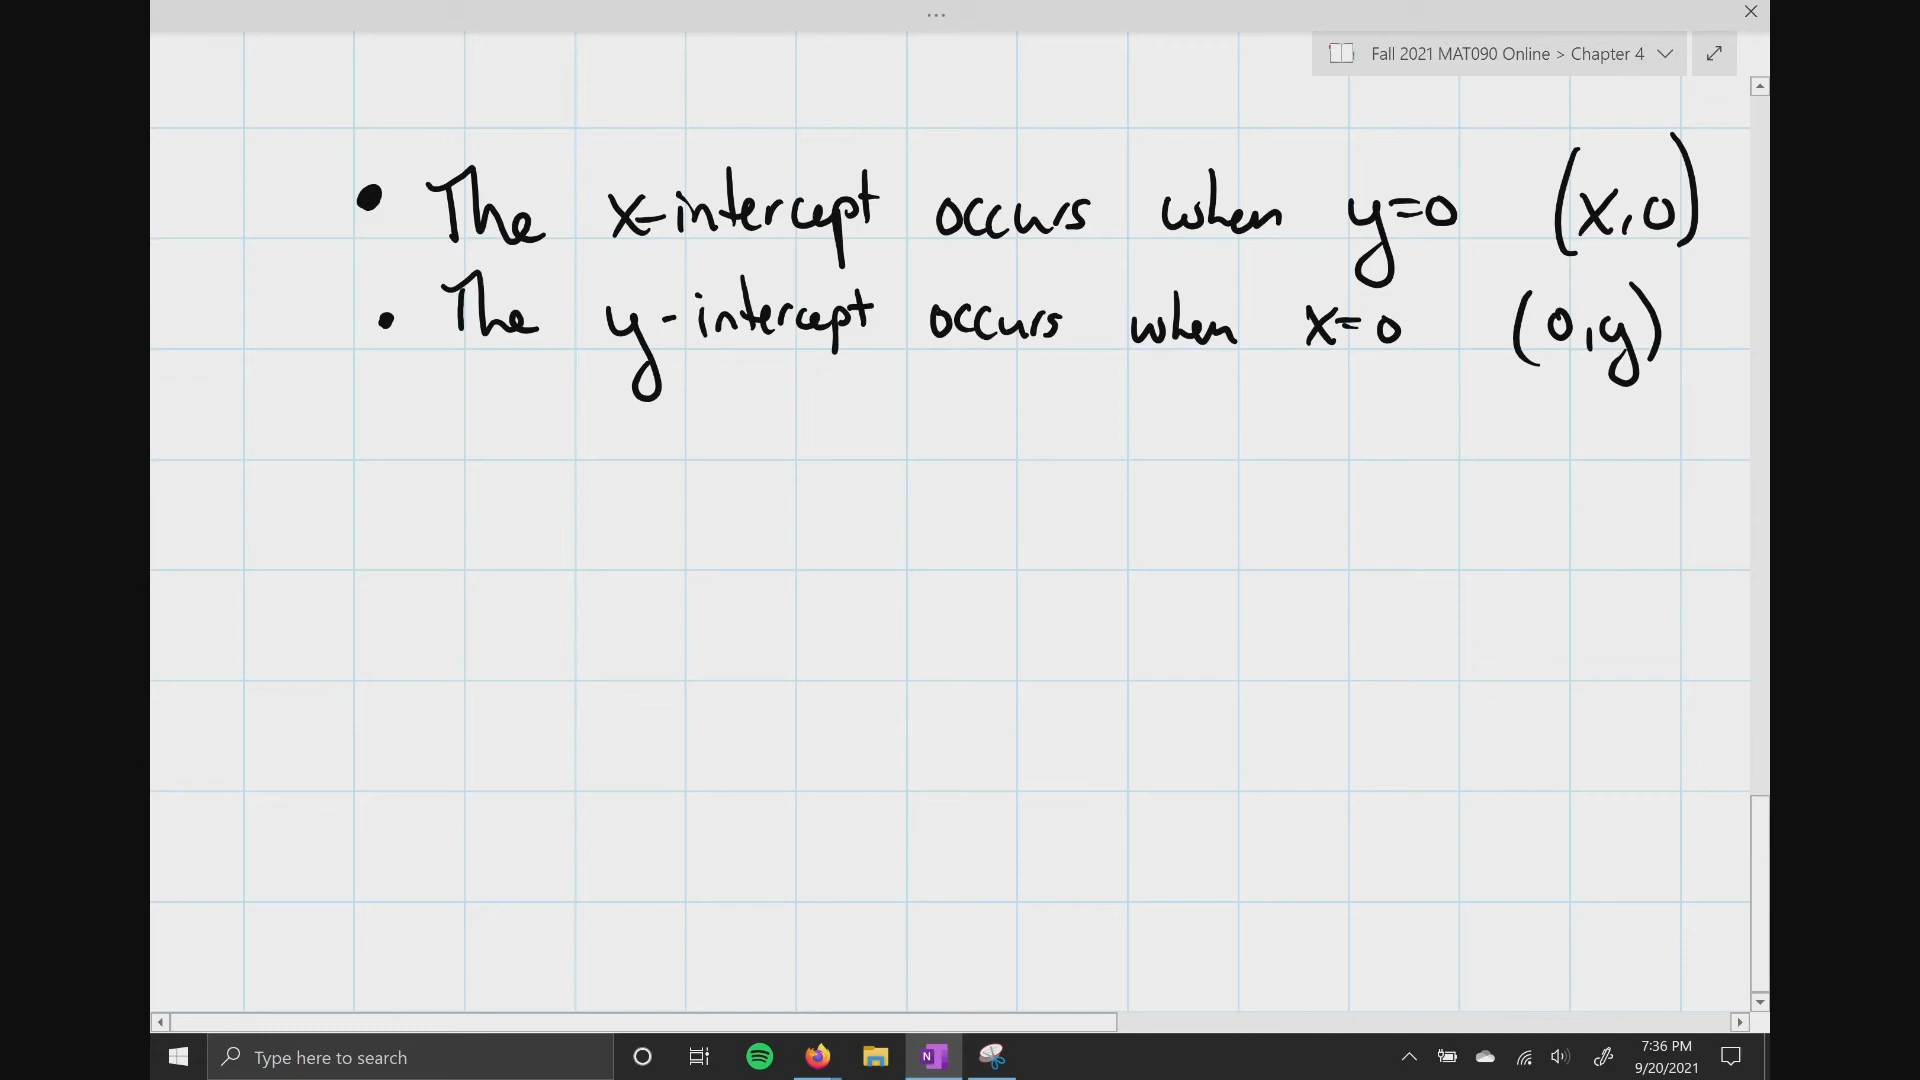 Fall 2021 MAT090 Online > Chapter 4
• The x-intercept occurs when y=0 (x,0)
• The y-intercept occurs when x=0 (0,y)
Type here to search
N
7:36 PM
9/20/2021